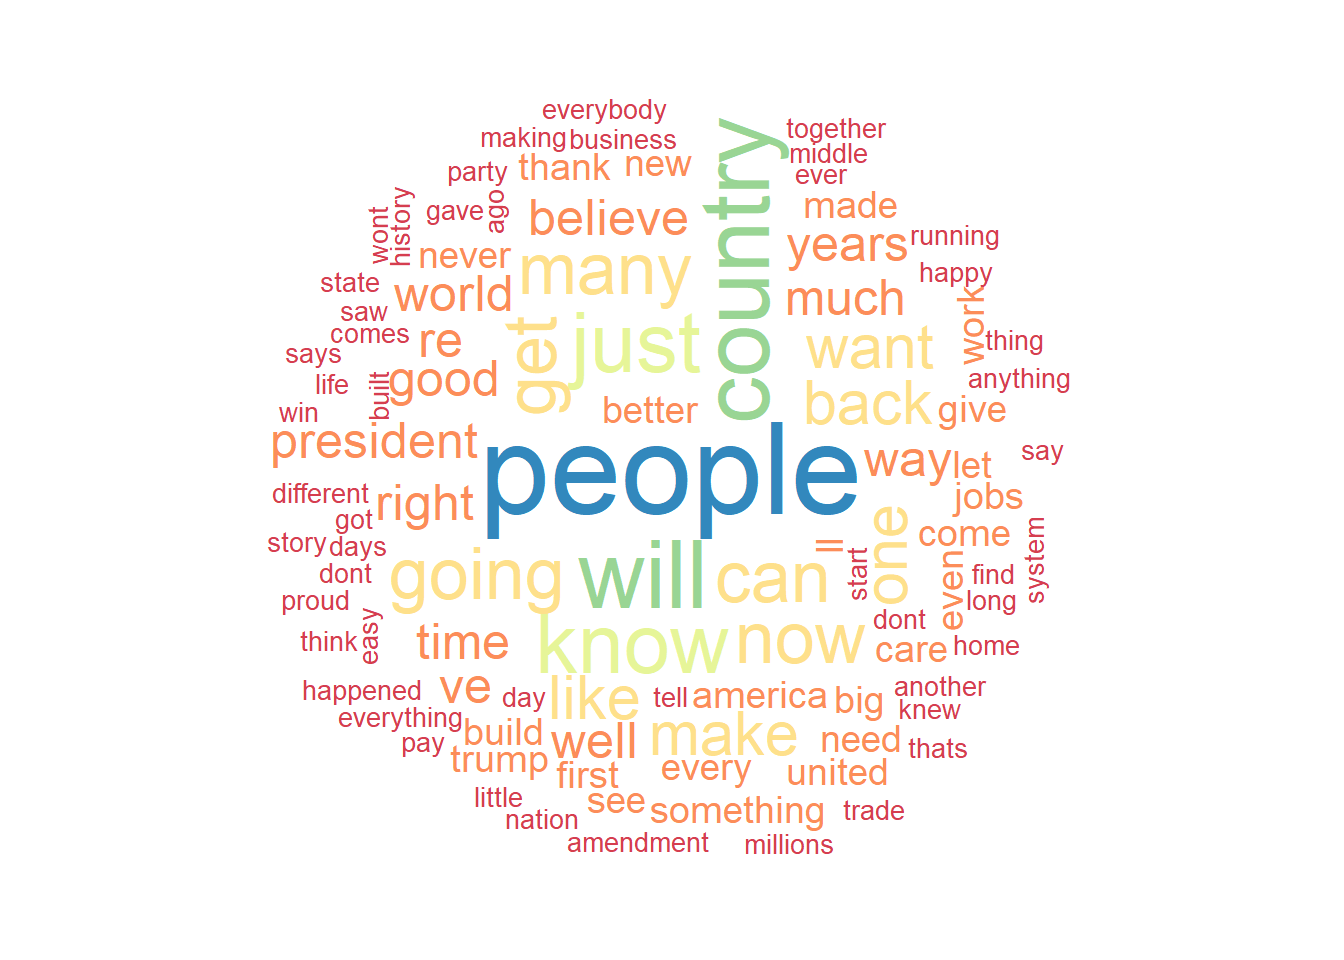 everybody
making
business
together
middle
ever
party
thank
new
country
gave
ago
believe
made
wont
history
never
many
years
running
happy
state
world
much
work
saw
comes
re
get
just
want
thing
says
life
built
good
better
back
give
anything
win
president
people
way
let
say
different
right
jobs
got
one
come
story
days
going
will
can
ll
start
even
find
system
dont
long
proud
dont
think
easy
time
know
now
care
home
happened
ve
day
like
tell
america
big
another
knew
everything
build
well
make
need
thats
pay
trump
first
every
united
little
see
something
trade
nation
amendment
millions